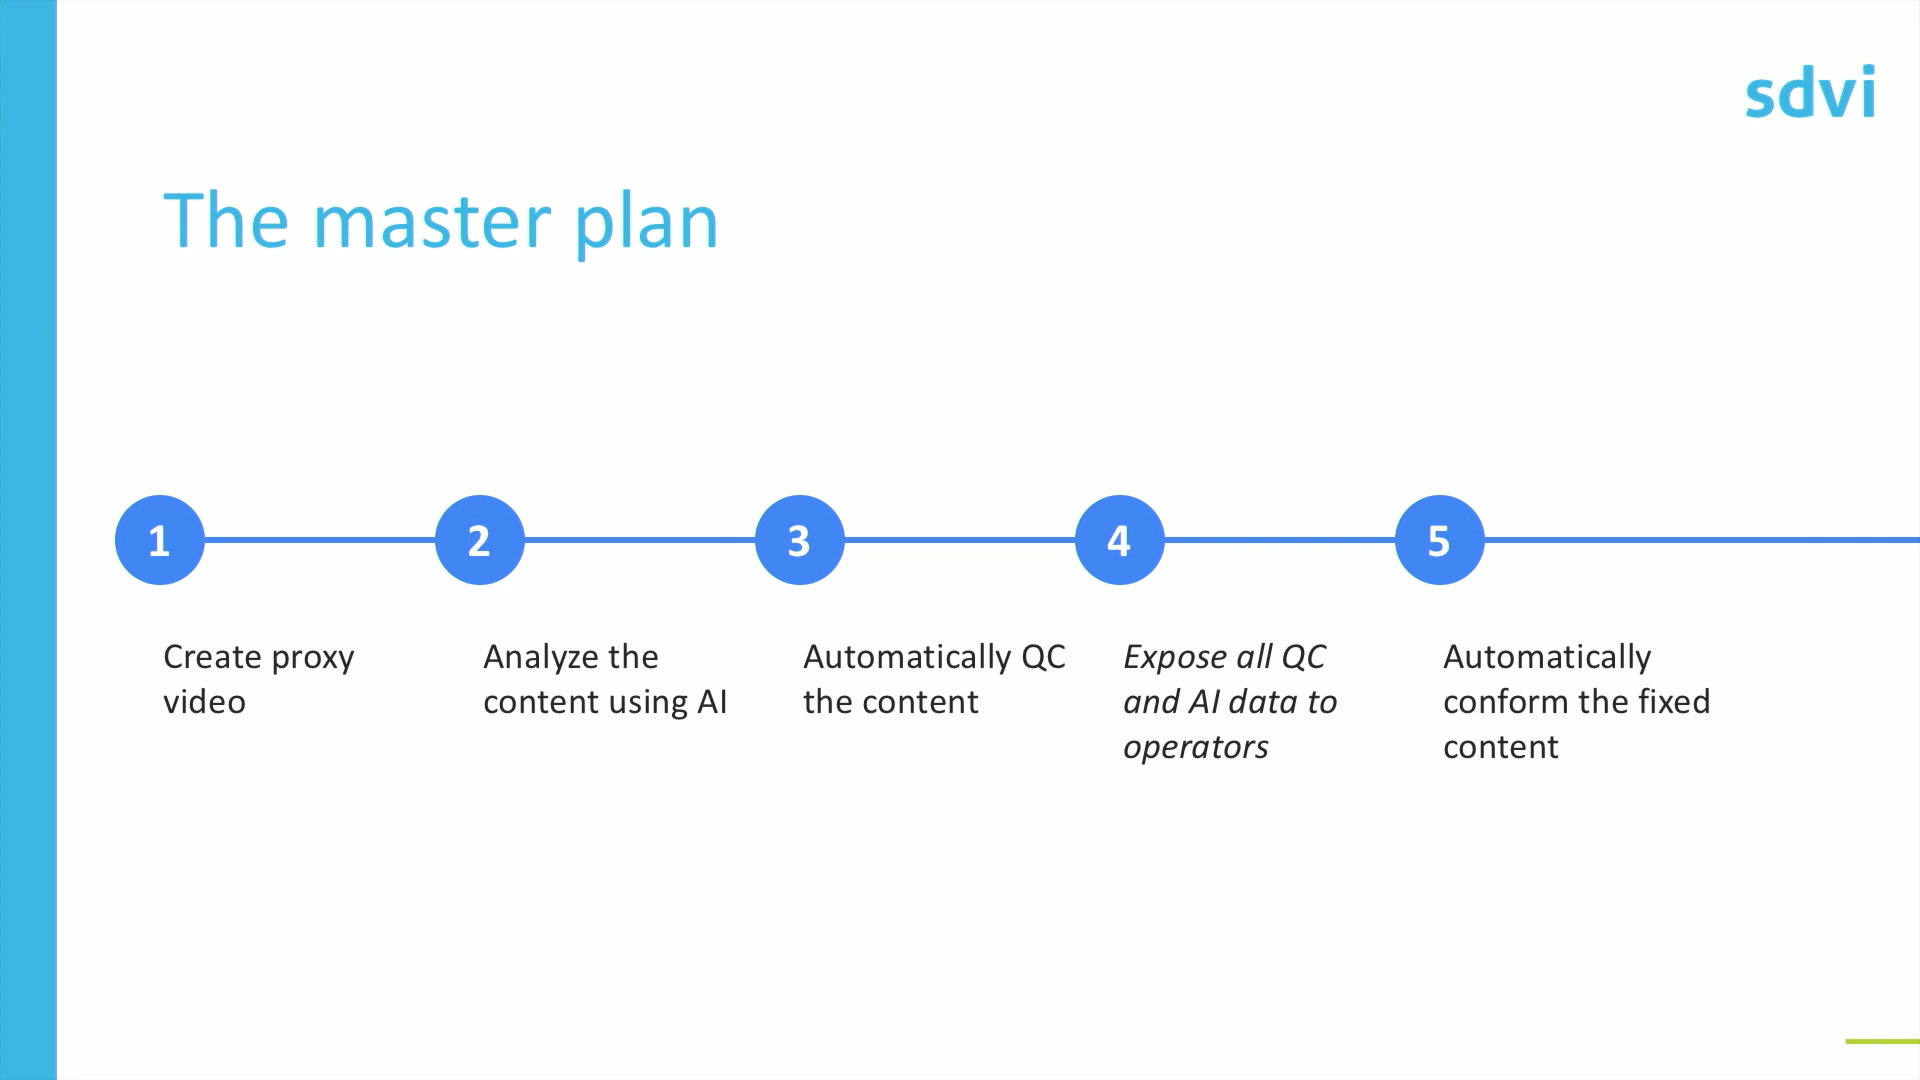 sdvi
The master plan
1
2
3
4
5
Create proxy
video
Analyze the
content using AI
Automatically QC
the content
Expose all QC
and AI data to
operators
Automatically
conform the fixed
content